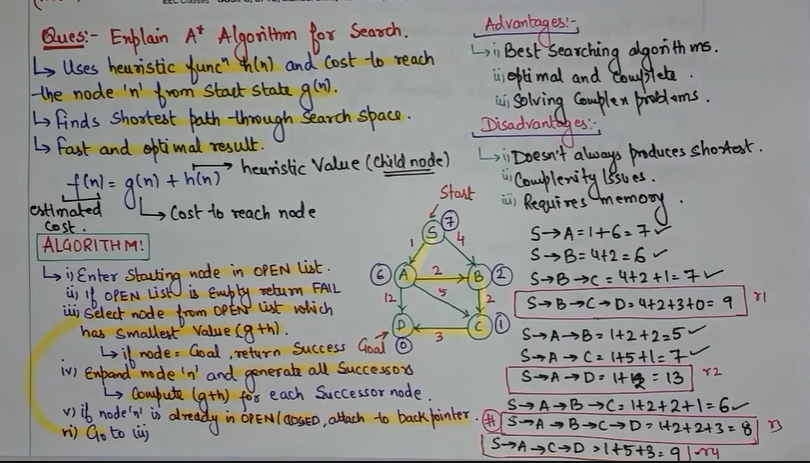 Ques:- Explain A* Algorithm for Search.
↳ Uses heuristic funcⁿ h(n) and cost to reach
the node 'n' from start state g(n).
↳ finds shortest path through search space.
↳ fast and optimal result.
f(n) = g(n) + h(n) → heuristic Value (child node)
estimated cost.
↳ Cost to reach node
ALGORITHM:
↳ i) Enter starting node in OPEN list.
ii) If OPEN List is Empty return FAIL
iii) Select node from OPEN list which
has smallest value (g+h).
↳ if node = Goal, return Success
iv) Expand node 'n' and generate all Successors
↳ Compute (g+h) for each Successor node.
v) if node 'n' is already in OPEN/CLOSED, attach to backpointer.
vi) Go to (iii)
Start
S 7
1 4
6 A 2 B 2
12 5 2
D 3 C 1
Goal 0
Advantages:-
↳ i) Best Searching algorithms.
ii) optimal and Complete.
iii) Solving Complex problems.
Disadvantages:-
↳ i) Doesn't always produces shortest.
ii) Complexity Issues.
iii) Requires memory.
S→A = 1+6 = 7 ✓
S→B = 4+2 = 6 ✓
S→B→C = 4+2+1 = 7 ✓
S→B→C→D = 4+2+3+0 = 9 r1
S→A→B = 1+2+2 = 5 ✓
S→A→C = 1+5+1 = 7 ✓
S→A→D = 1+12 = 13 r2
S→A→B→C = 1+2+2+1 = 6 ✓
# S→A→B→C→D = 1+2+2+3 = 8 r3
S→A→C→D = 1+5+3 = 9 r4